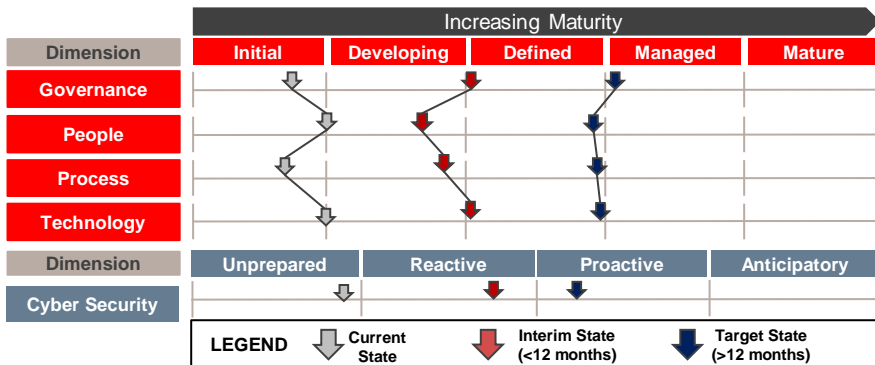 Increasing Maturity
Dimension Initial Developing Defined Managed Mature
Governance
People
Process
Technology
Dimension Unprepared Reactive Proactive Anticipatory
Cyber Security
LEGEND Current State Interim State (<12 months) Target State (>12 months)